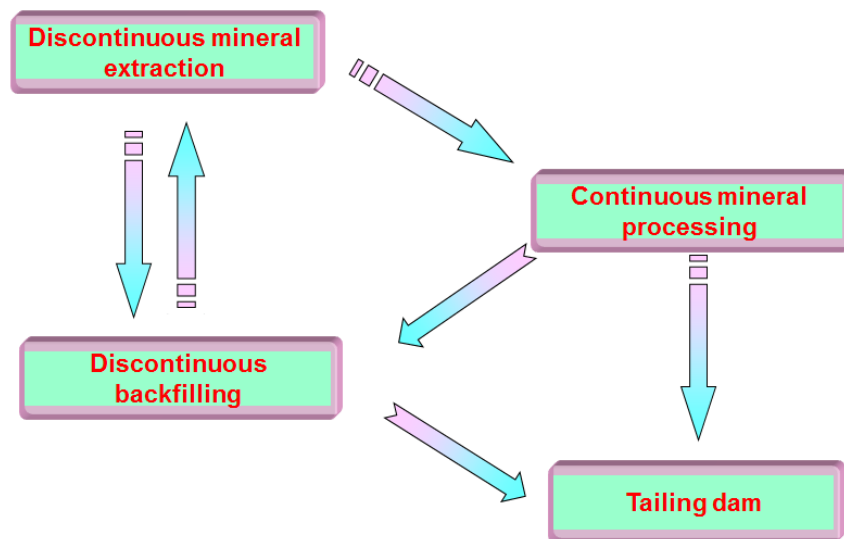 Discontinuous mineral
extraction
Continuous mineral
processing
Discontinuous
backfilling
Tailing dam